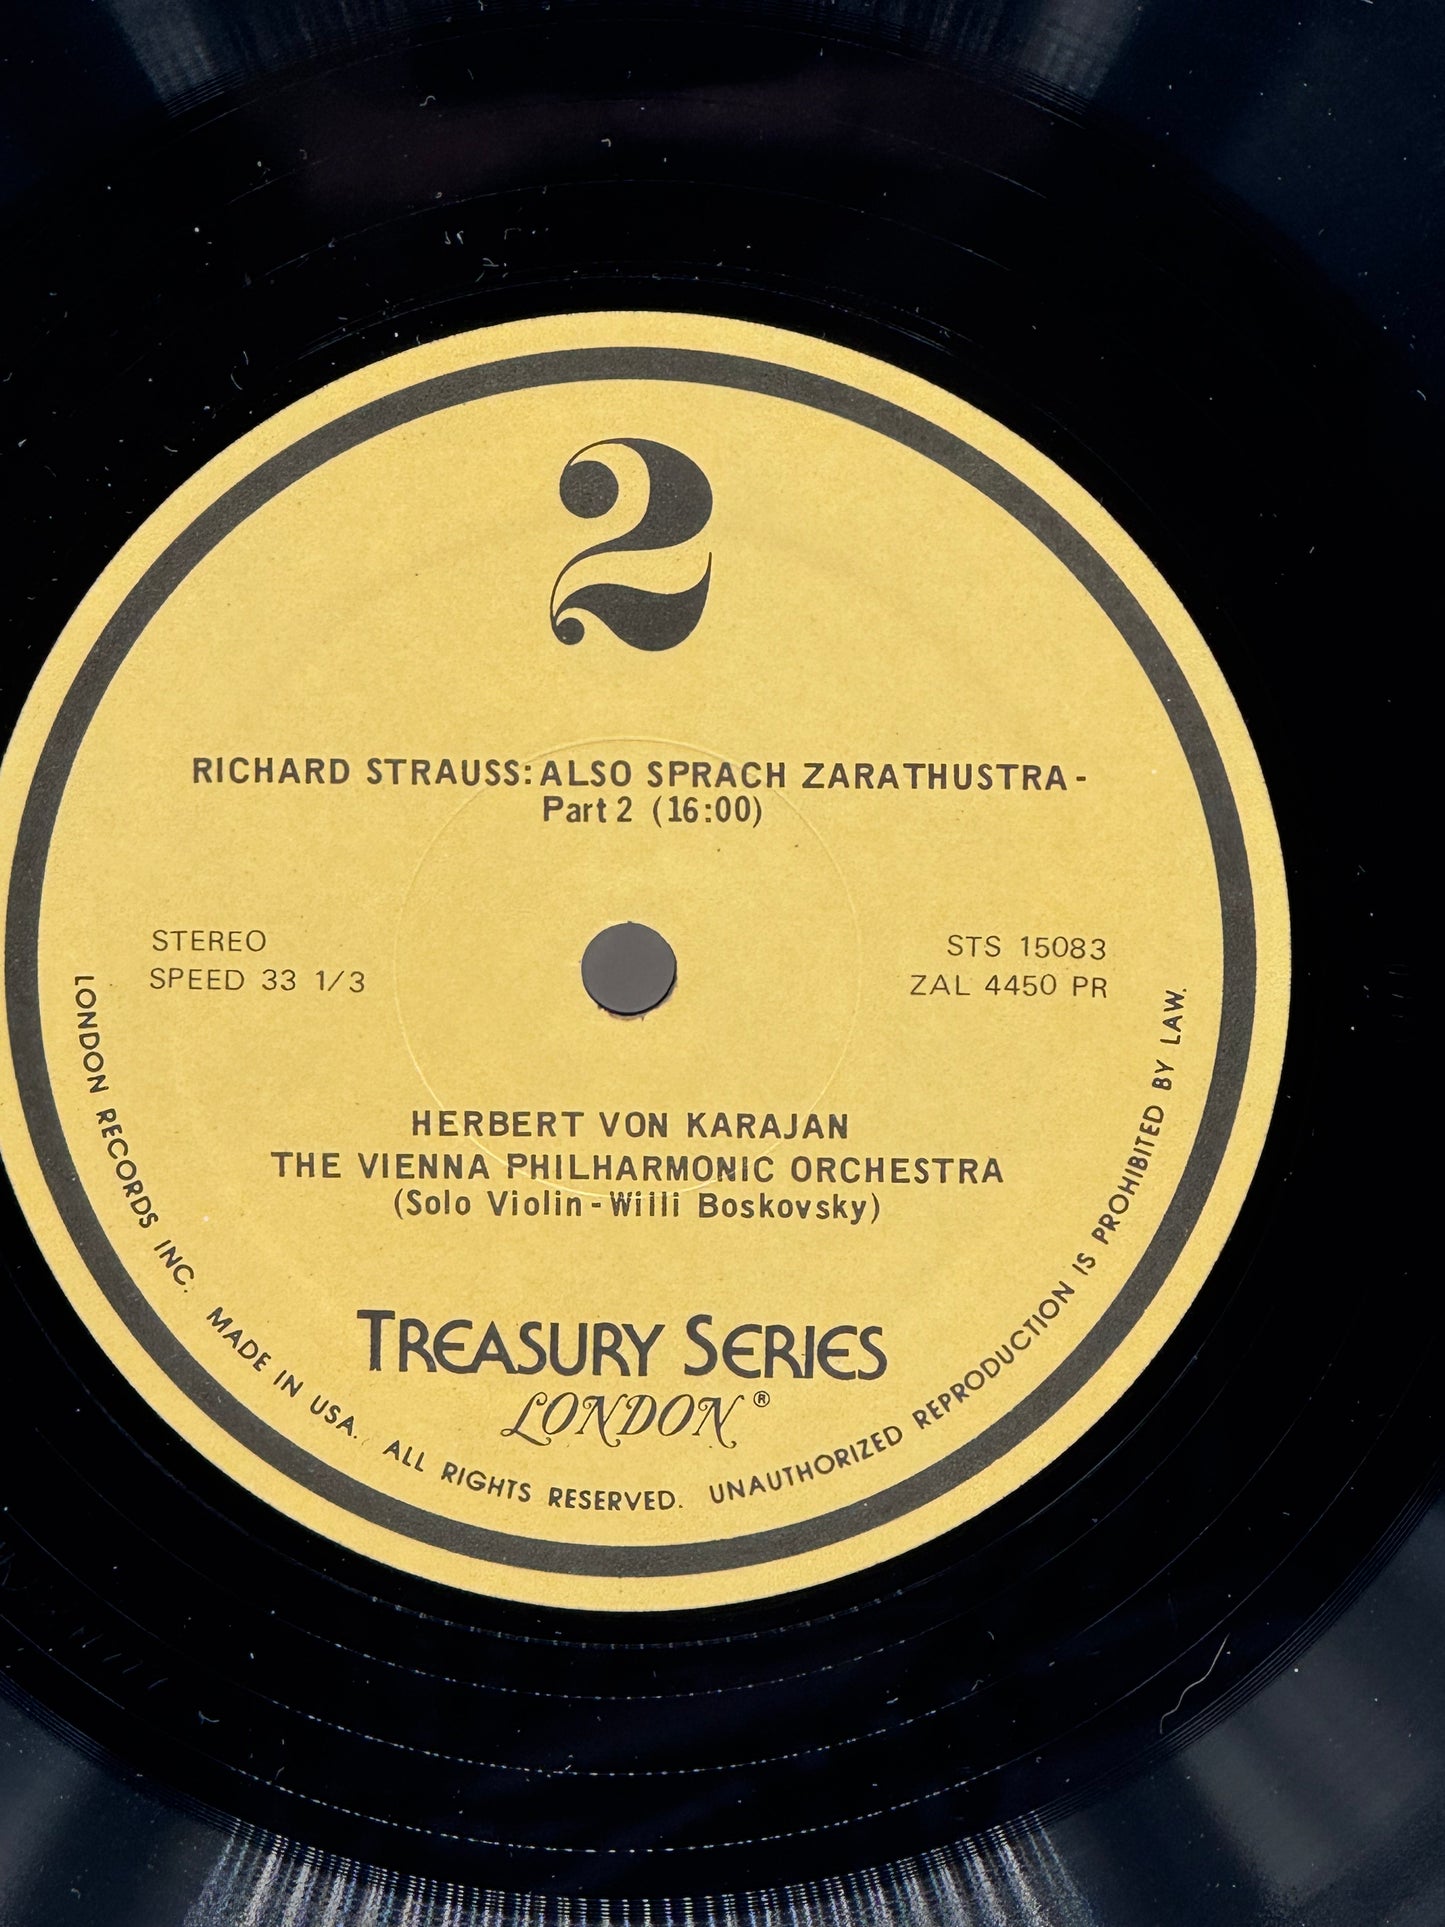 2
RICHARD STRAUSS: ALSO SPRACH ZARATHUSTRA -
Part 2 (16:00)
STEREO
SPEED 33 1/3
STS 15083
ZAL 4450 PR
HERBERT VON KARAJAN
THE VIENNA PHILHARMONIC ORCHESTRA
(Solo Violin - Willi Boskovsky)
TREASURY SERIES
LONDON ®
LONDON RECORDS INC. MADE IN USA. ALL RIGHTS RESERVED. UNAUTHORIZED REPRODUCTION IS PROHIBITED BY LAW.